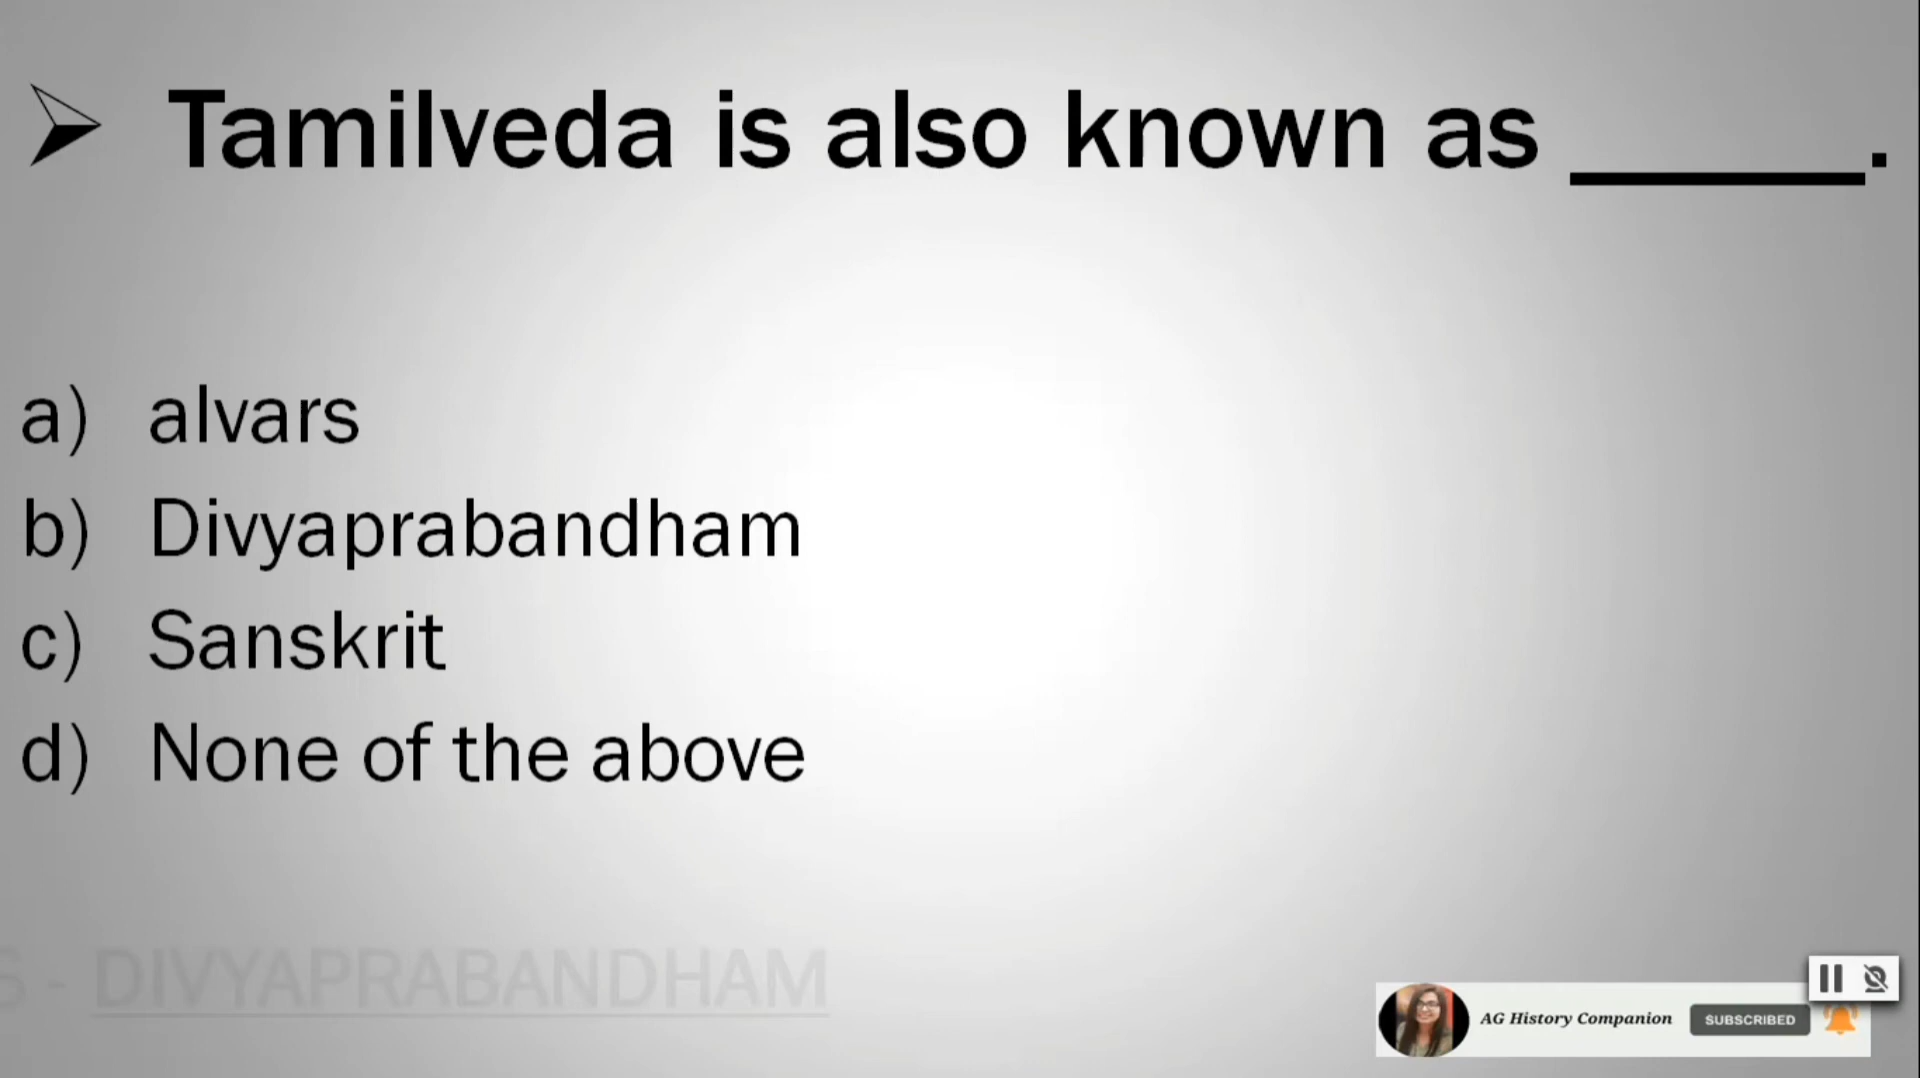 Tamilveda is also known as ______.
a) alvars
b) Divyaprabandham
c) Sanskrit
d) None of the above
- DIVYAPRABANDHAM
AG History Companion SUBSCRIBED